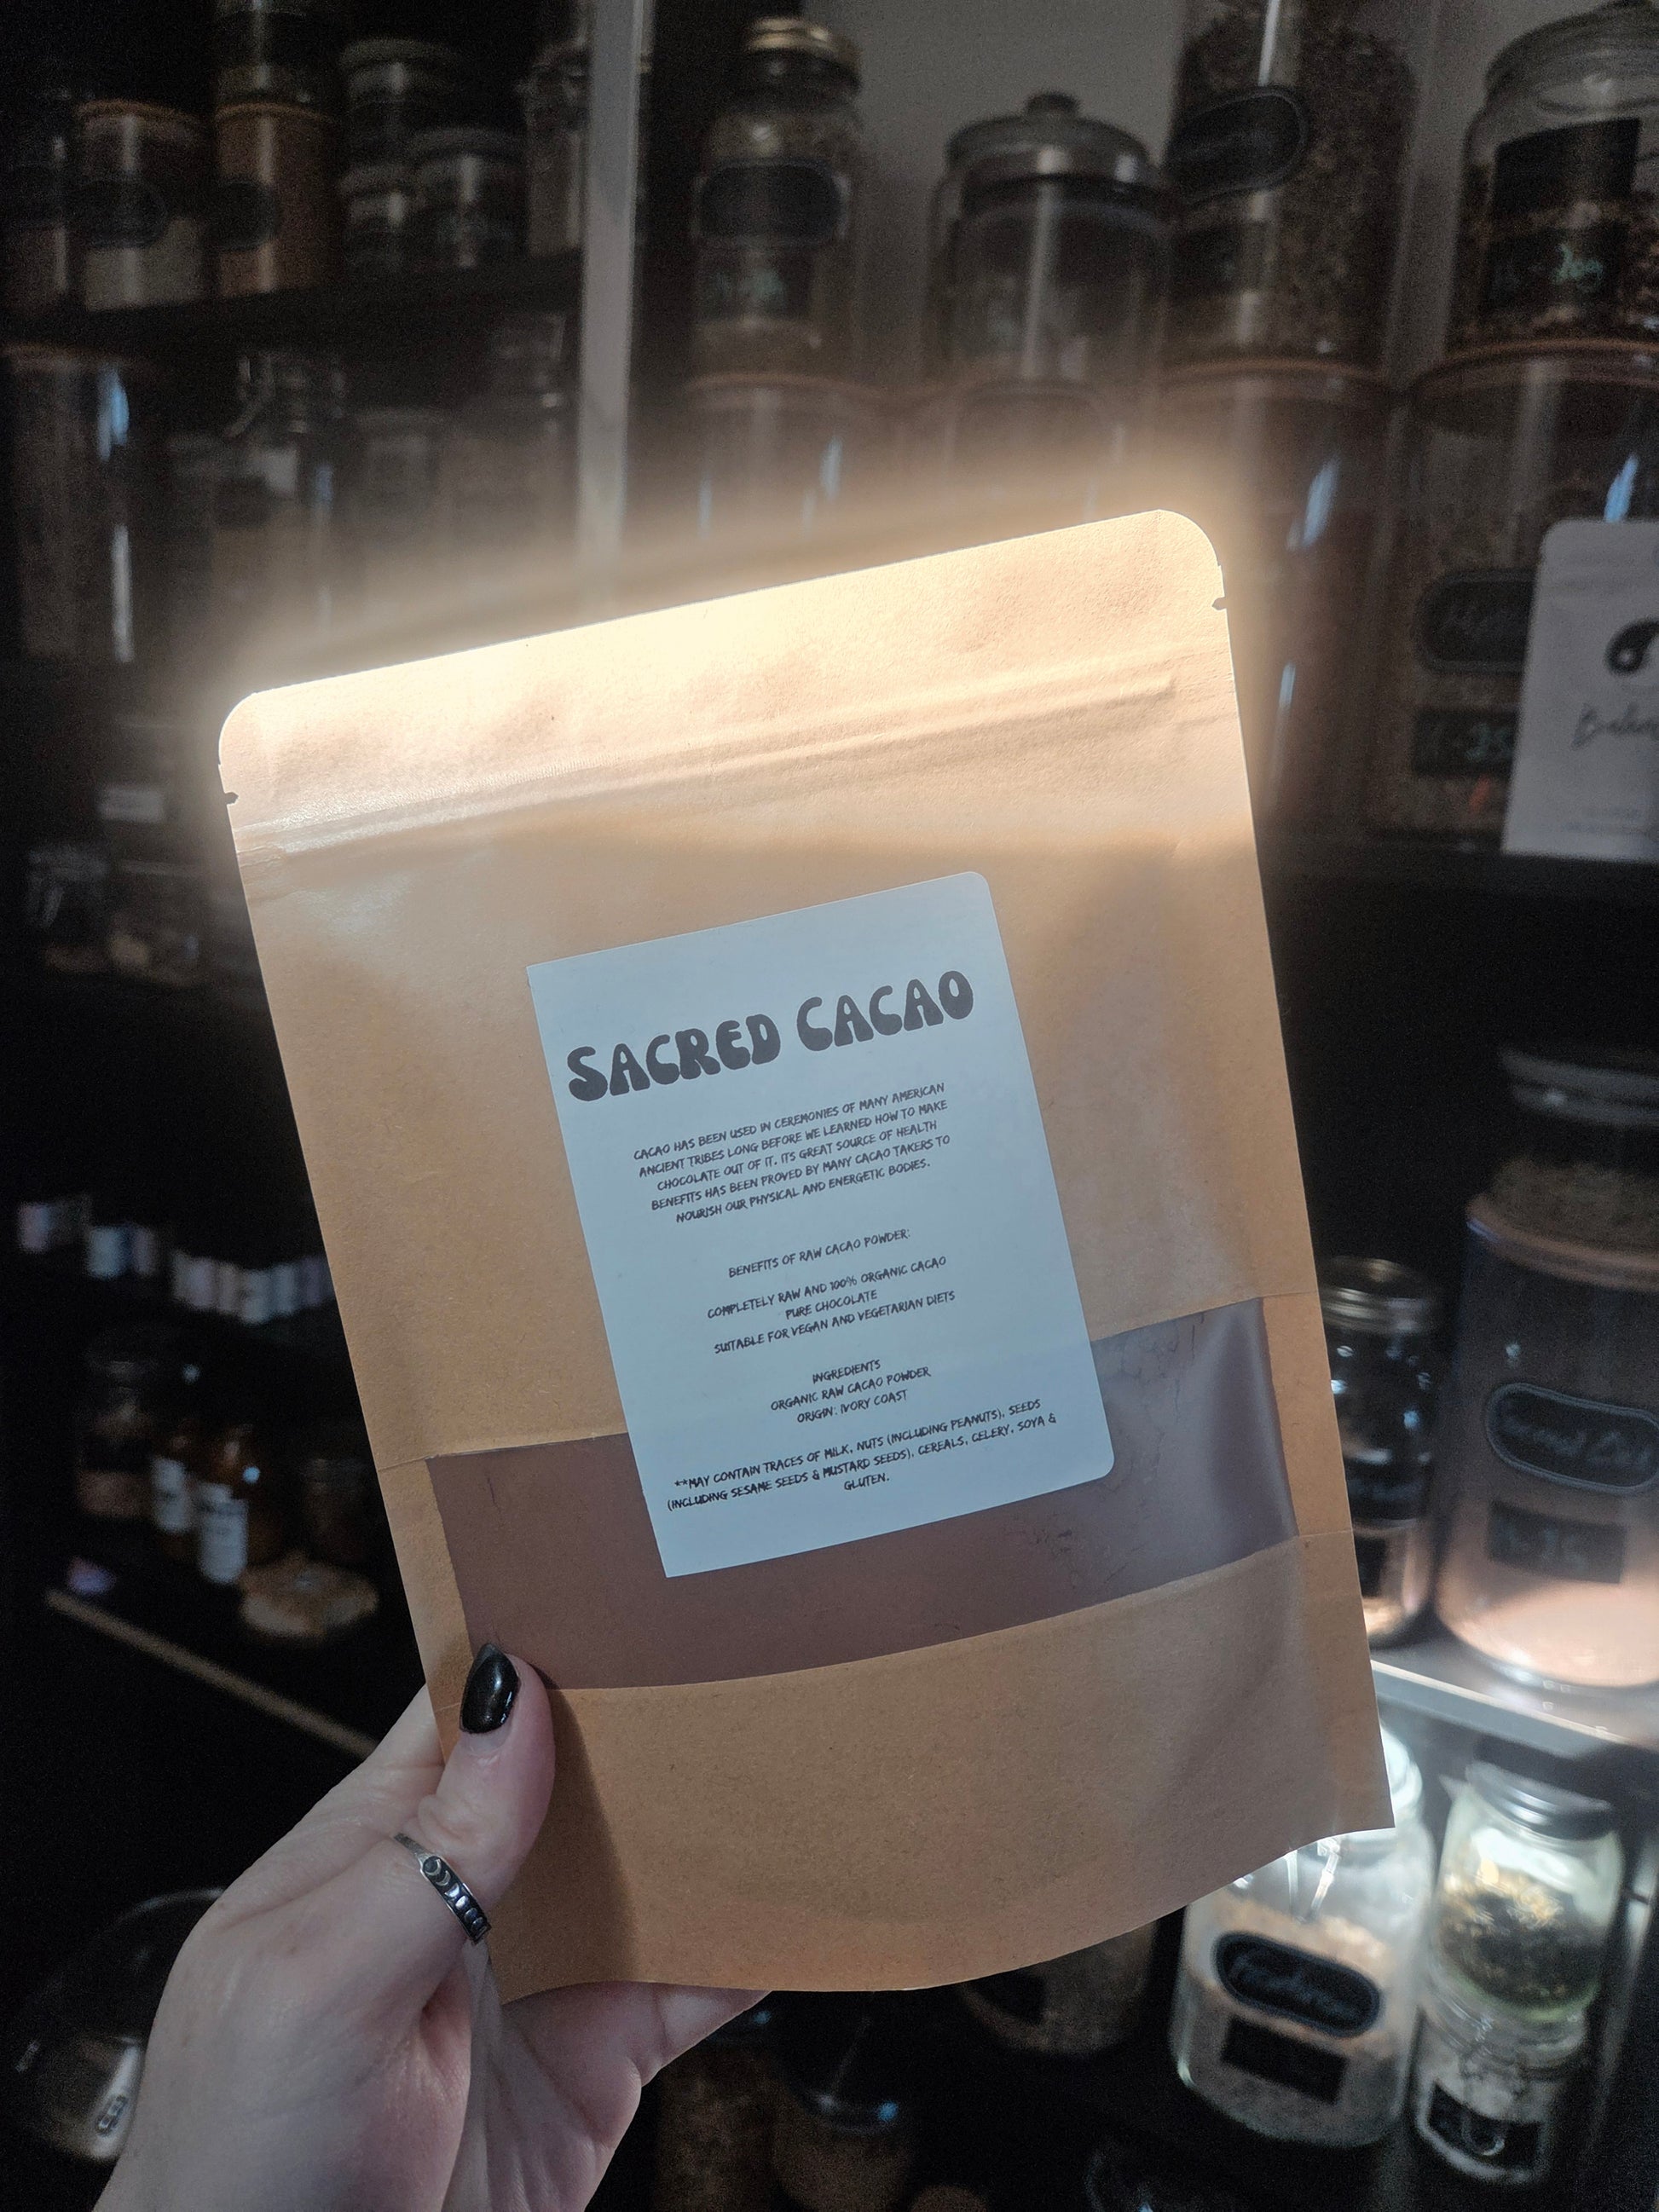 SACRED CACAO
CACAO HAS BEEN USED IN CEREMONIES OF MANY AMERICAN
ANCIENT TRIBES LONG BEFORE WE LEARNED HOW TO MAKE
CHOCOLATE OUT OF IT. ITS GREAT SOURCE OF HEALTH
BENEFITS HAS BEEN PROVED BY MANY CACAO TAKERS TO
NOURISH OUR PHYSICAL AND ENERGETIC BODIES.
BENEFITS OF RAW CACAO POWDER:
COMPLETELY RAW AND 100% ORGANIC CACAO
PURE CHOCOLATE
SUITABLE FOR VEGAN AND VEGETARIAN DIETS
INGREDIENTS
ORGANIC RAW CACAO POWDER
ORIGIN: IVORY COAST
**MAY CONTAIN TRACES OF MILK, NUTS (INCLUDING PEANUTS), SEEDS
(INCLUDING SESAME SEEDS & MUSTARD SEEDS), CEREALS, CELERY, SOYA &
GLUTEN.